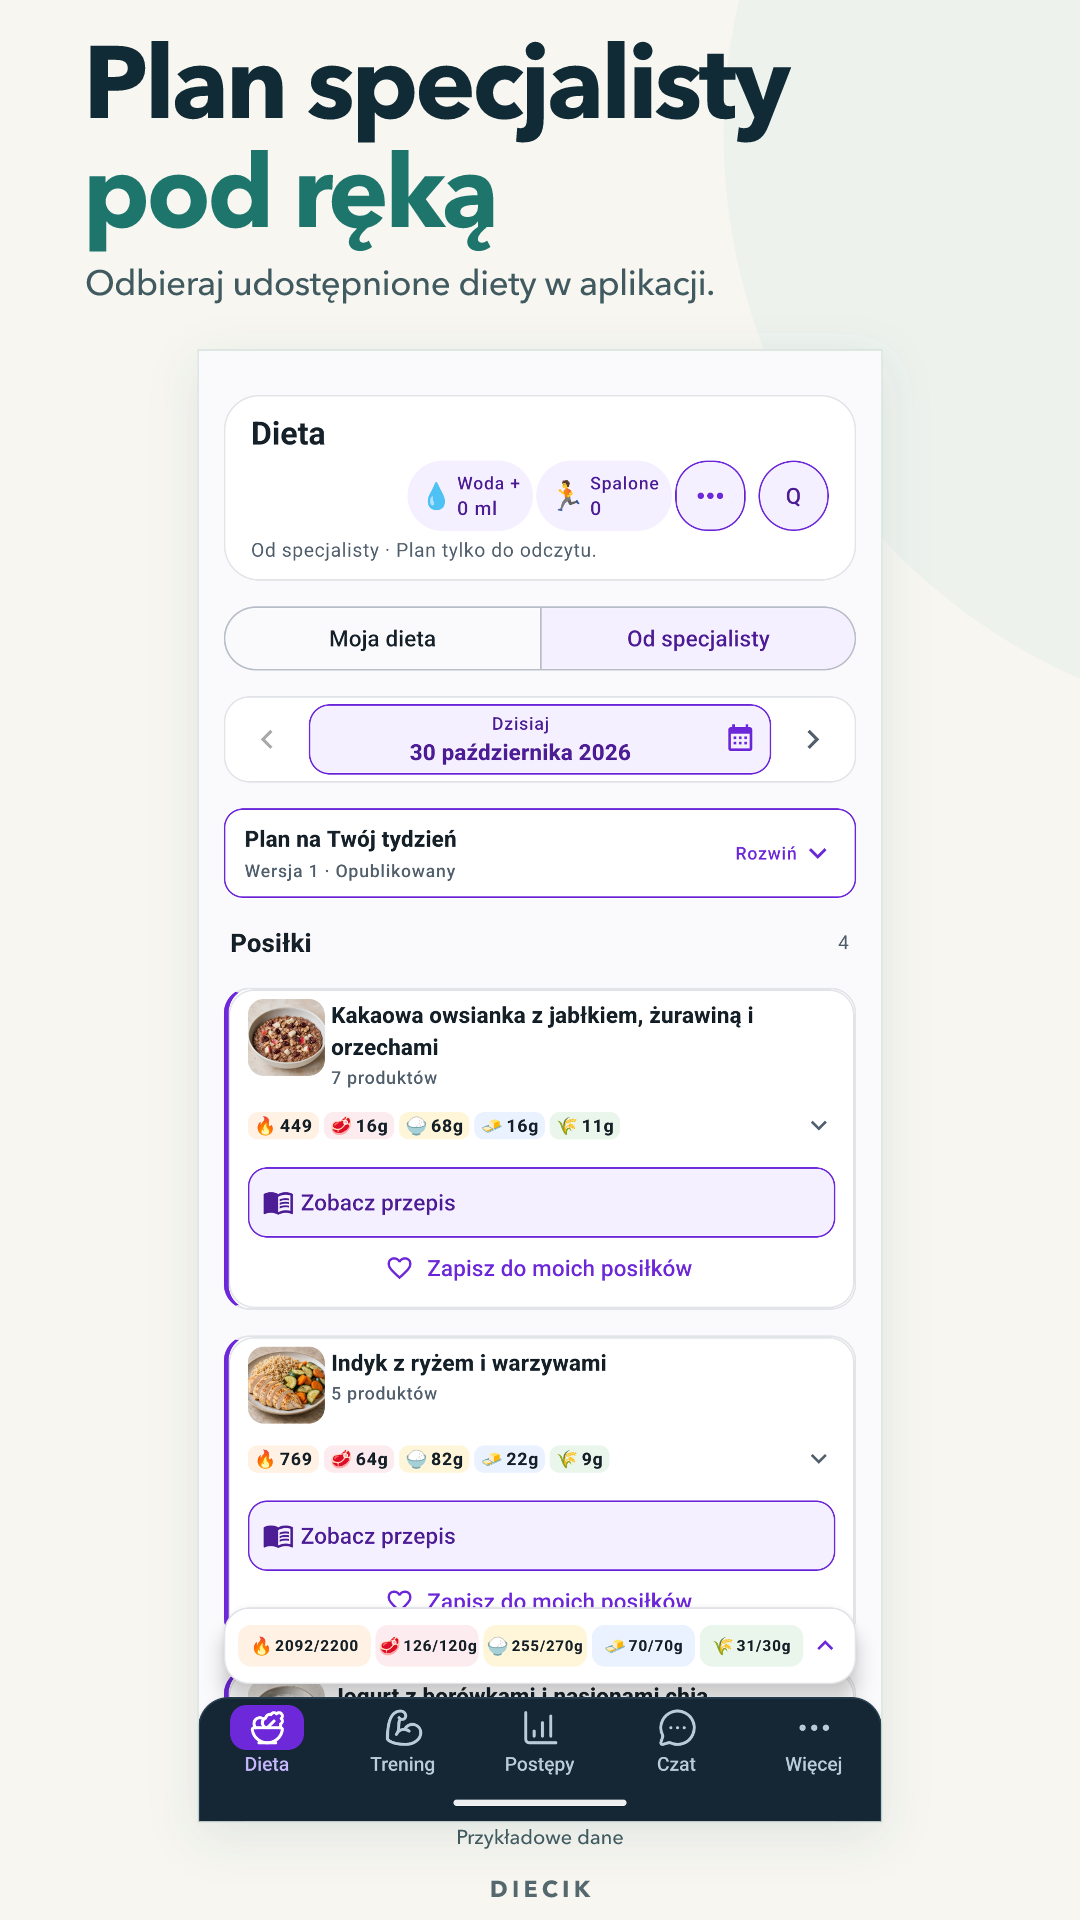 Plan specjalisty
pod ręką
Odbieraj udostępnione diety w aplikacji.
Dieta
Woda +
0 ml
Spalone
0
Q
Od specjalisty · Plan tylko do odczytu.
Moja dieta
Od specjalisty
Dzisiaj
30 października 2026
Plan na Twój tydzień
Wersja 1 · Opublikowany
Rozwiń
Posiłki
4
Kakaowa owsianka z jabłkiem, żurawiną i
orzechami
7 produktów
449 16g 68g 16g 11g
Zobacz przepis
Zapisz do moich posiłków
Indyk z ryżem i warzywami
5 produktów
769 64g 82g 22g 9g
Zobacz przepis
Zapisz do moich posiłków
2092/2200 126/120g 255/270g 70/70g 31/30g
Jogurt z borówkami i nasionami chia
Dieta
Trening
Postępy
Czat
Więcej
Przykładowe dane
DIECIK